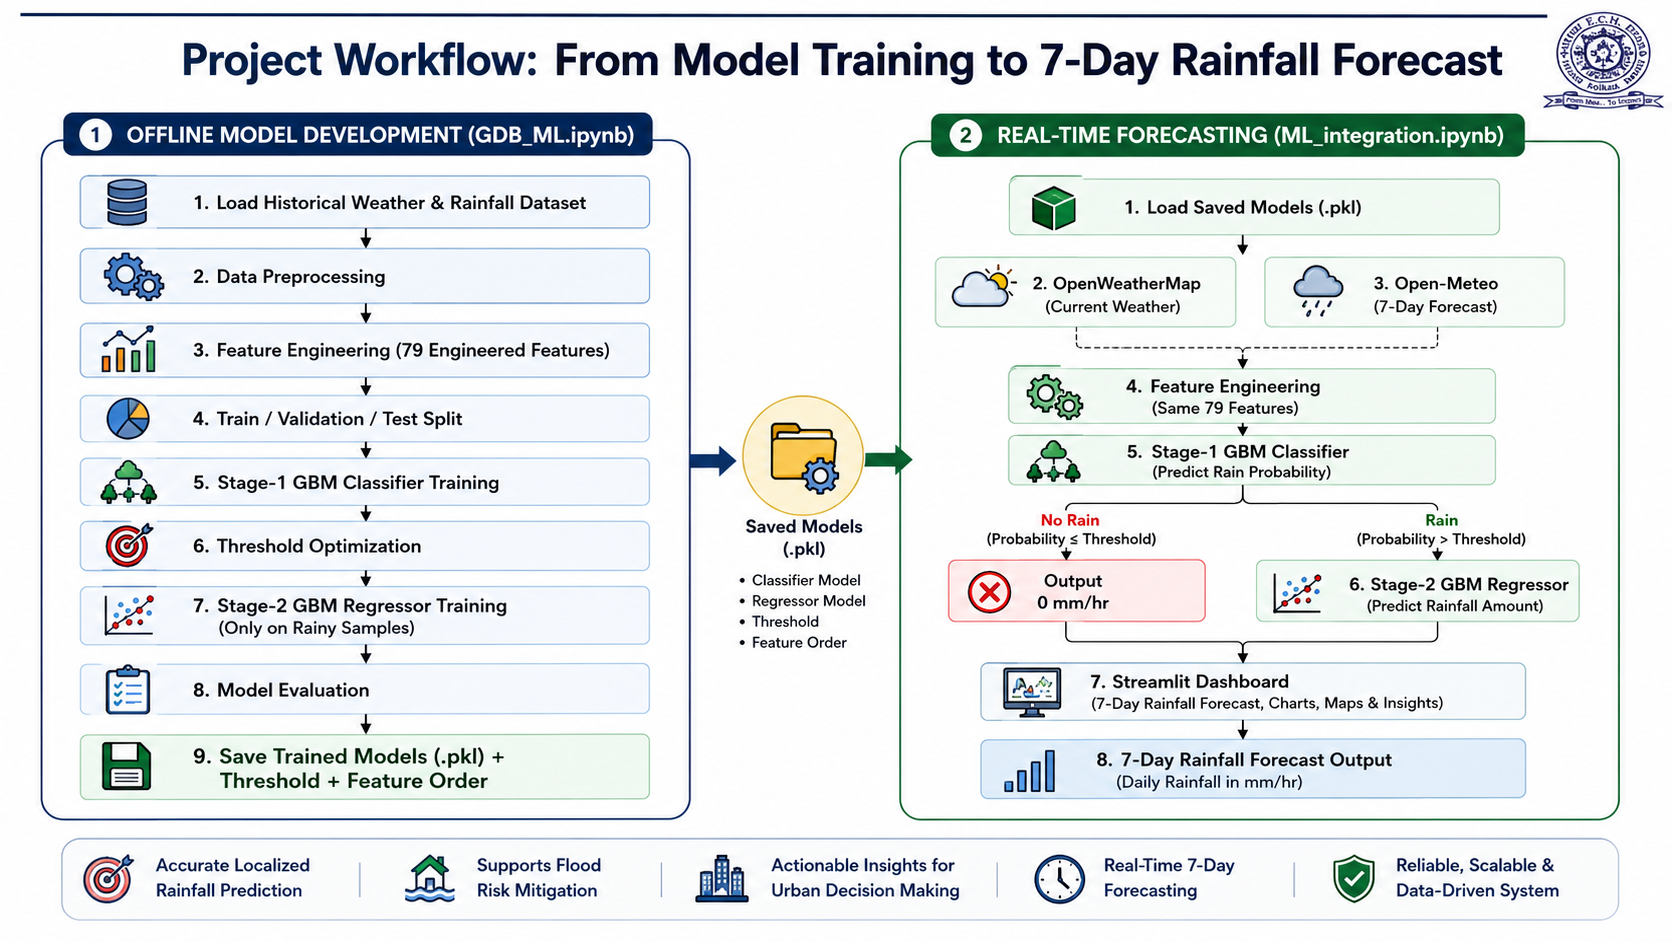 Project Workflow: From Model Training to 7-Day Rainfall Forecast
1 OFFLINE MODEL DEVELOPMENT (GDB_ML.ipynb)
1. Load Historical Weather & Rainfall Dataset
2. Data Preprocessing
3. Feature Engineering (79 Engineered Features)
4. Train / Validation / Test Split
5. Stage-1 GBM Classifier Training
6. Threshold Optimization
7. Stage-2 GBM Regressor Training
(Only on Rainy Samples)
8. Model Evaluation
9. Save Trained Models (.pkl) +
Threshold + Feature Order
Saved Models
(.pkl)
• Classifier Model
• Regressor Model
• Threshold
• Feature Order
2 REAL-TIME FORECASTING (ML_integration.ipynb)
1. Load Saved Models (.pkl)
2. OpenWeatherMap
(Current Weather)
3. Open-Meteo
(7-Day Forecast)
4. Feature Engineering
(Same 79 Features)
5. Stage-1 GBM Classifier
(Predict Rain Probability)
No Rain
(Probability ≤ Threshold)
Rain
(Probability > Threshold)
Output
0 mm/hr
6. Stage-2 GBM Regressor
(Predict Rainfall Amount)
7. Streamlit Dashboard
(7-Day Rainfall Forecast, Charts, Maps & Insights)
8. 7-Day Rainfall Forecast Output
(Daily Rainfall in mm/hr)
Accurate Localized
Rainfall Prediction
Supports Flood
Risk Mitigation
Actionable Insights for
Urban Decision Making
Real-Time 7-Day
Forecasting
Reliable, Scalable &
Data-Driven System